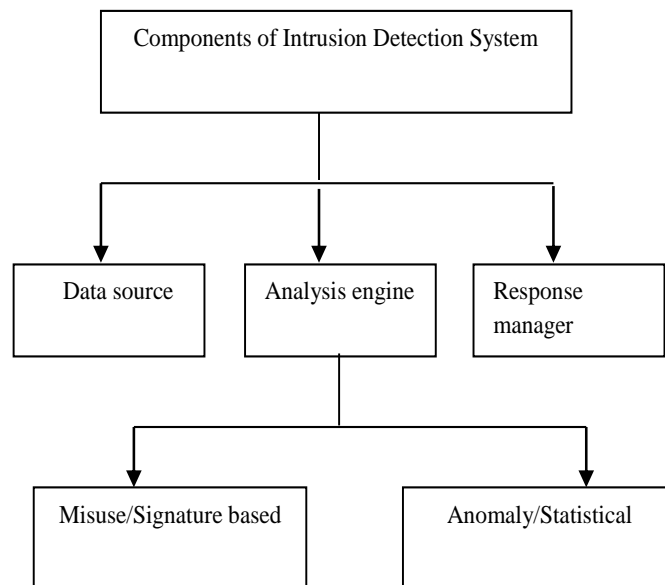 Components of Intrusion Detection System
Data source
Analysis engine
Response
manager
Misuse/Signature based
Anomaly/Statistical